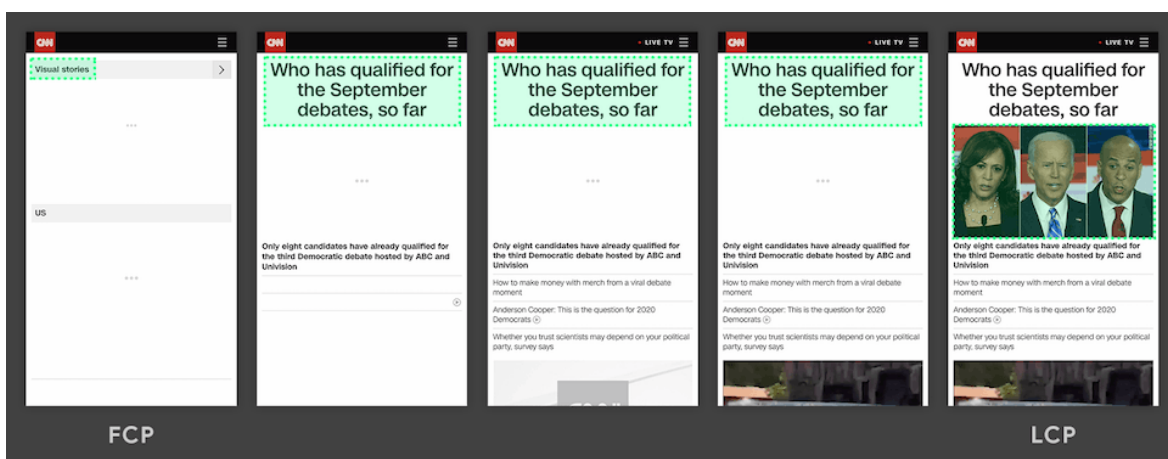 CNN
Visual stories
US
FCP
CNN
Who has qualified for
the September
debates, so far
Only eight candidates have already qualified for
the third Democratic debate hosted by ABC and
Univision
CNN
LIVE TV
Who has qualified for
the September
debates, so far
Only eight candidates have already qualified for
the third Democratic debate hosted by ABC and
Univision
How to make money with merch from a viral debate
moment
Anderson Cooper: This is the question for 2020
Democrats
Whether you trust scientists may depend on your political
party, survey says
CNN
LIVE TV
Who has qualified for
the September
debates, so far
Only eight candidates have already qualified for
the third Democratic debate hosted by ABC and
Univision
How to make money with merch from a viral debate
moment
Anderson Cooper: This is the question for 2020
Democrats
Whether you trust scientists may depend on your political
party, survey says
CNN
LIVE TV
Who has qualified for
the September
debates, so far
Only eight candidates have already qualified for
the third Democratic debate hosted by ABC and
Univision
How to make money with merch from a viral debate
moment
Anderson Cooper: This is the question for 2020
Democrats
Whether you trust scientists may depend on your political
party, survey says
LCP